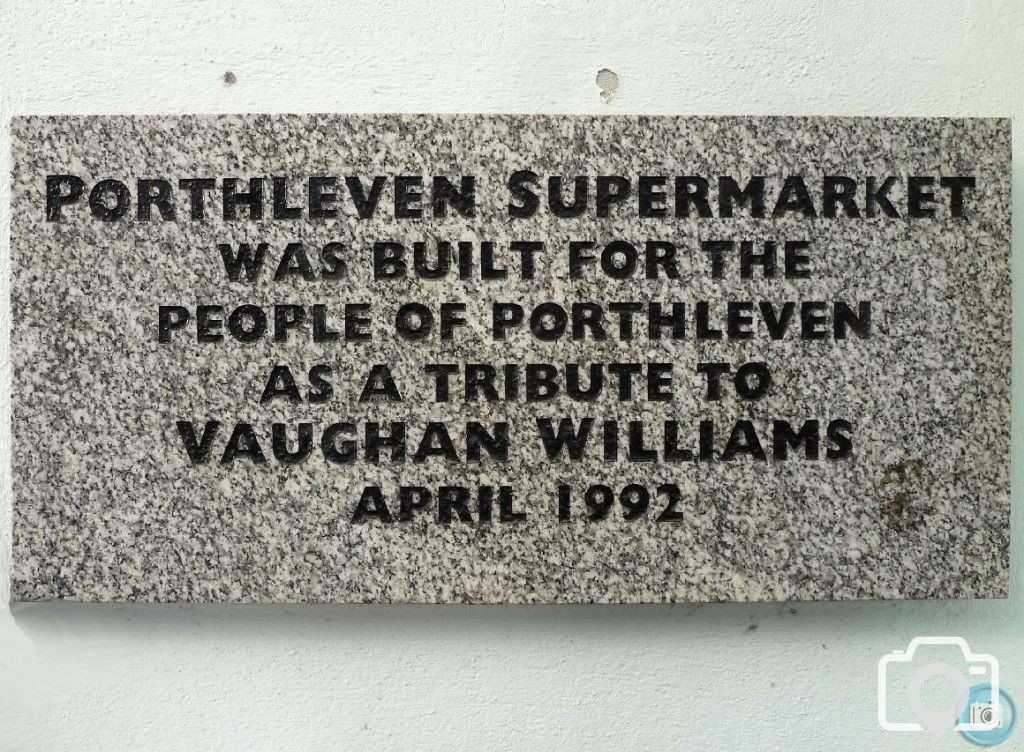 PORTHLEVEN SUPERMARKET
WAS BUILT FOR THE
PEOPLE OF PORTHLEVEN
AS A TRIBUTE TO
VAUGHAN WILLIAMS
APRIL 1992